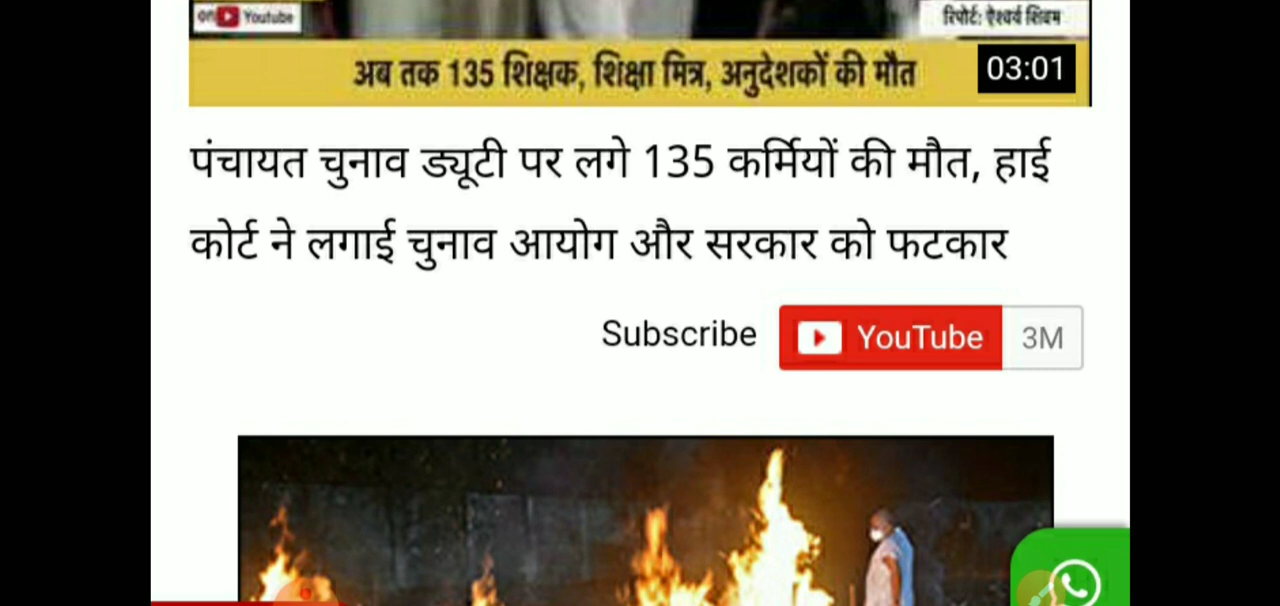 on Youtube
रिपोर्ट: ऐश्वर्य शिवम
अब तक 135 शिक्षक, शिक्षा मित्र, अनुदेशकों की मौत
03:01
पंचायत चुनाव ड्यूटी पर लगे 135 कर्मियों की मौत, हाई
कोर्ट ने लगाई चुनाव आयोग और सरकार को फटकार
Subscribe YouTube 3M